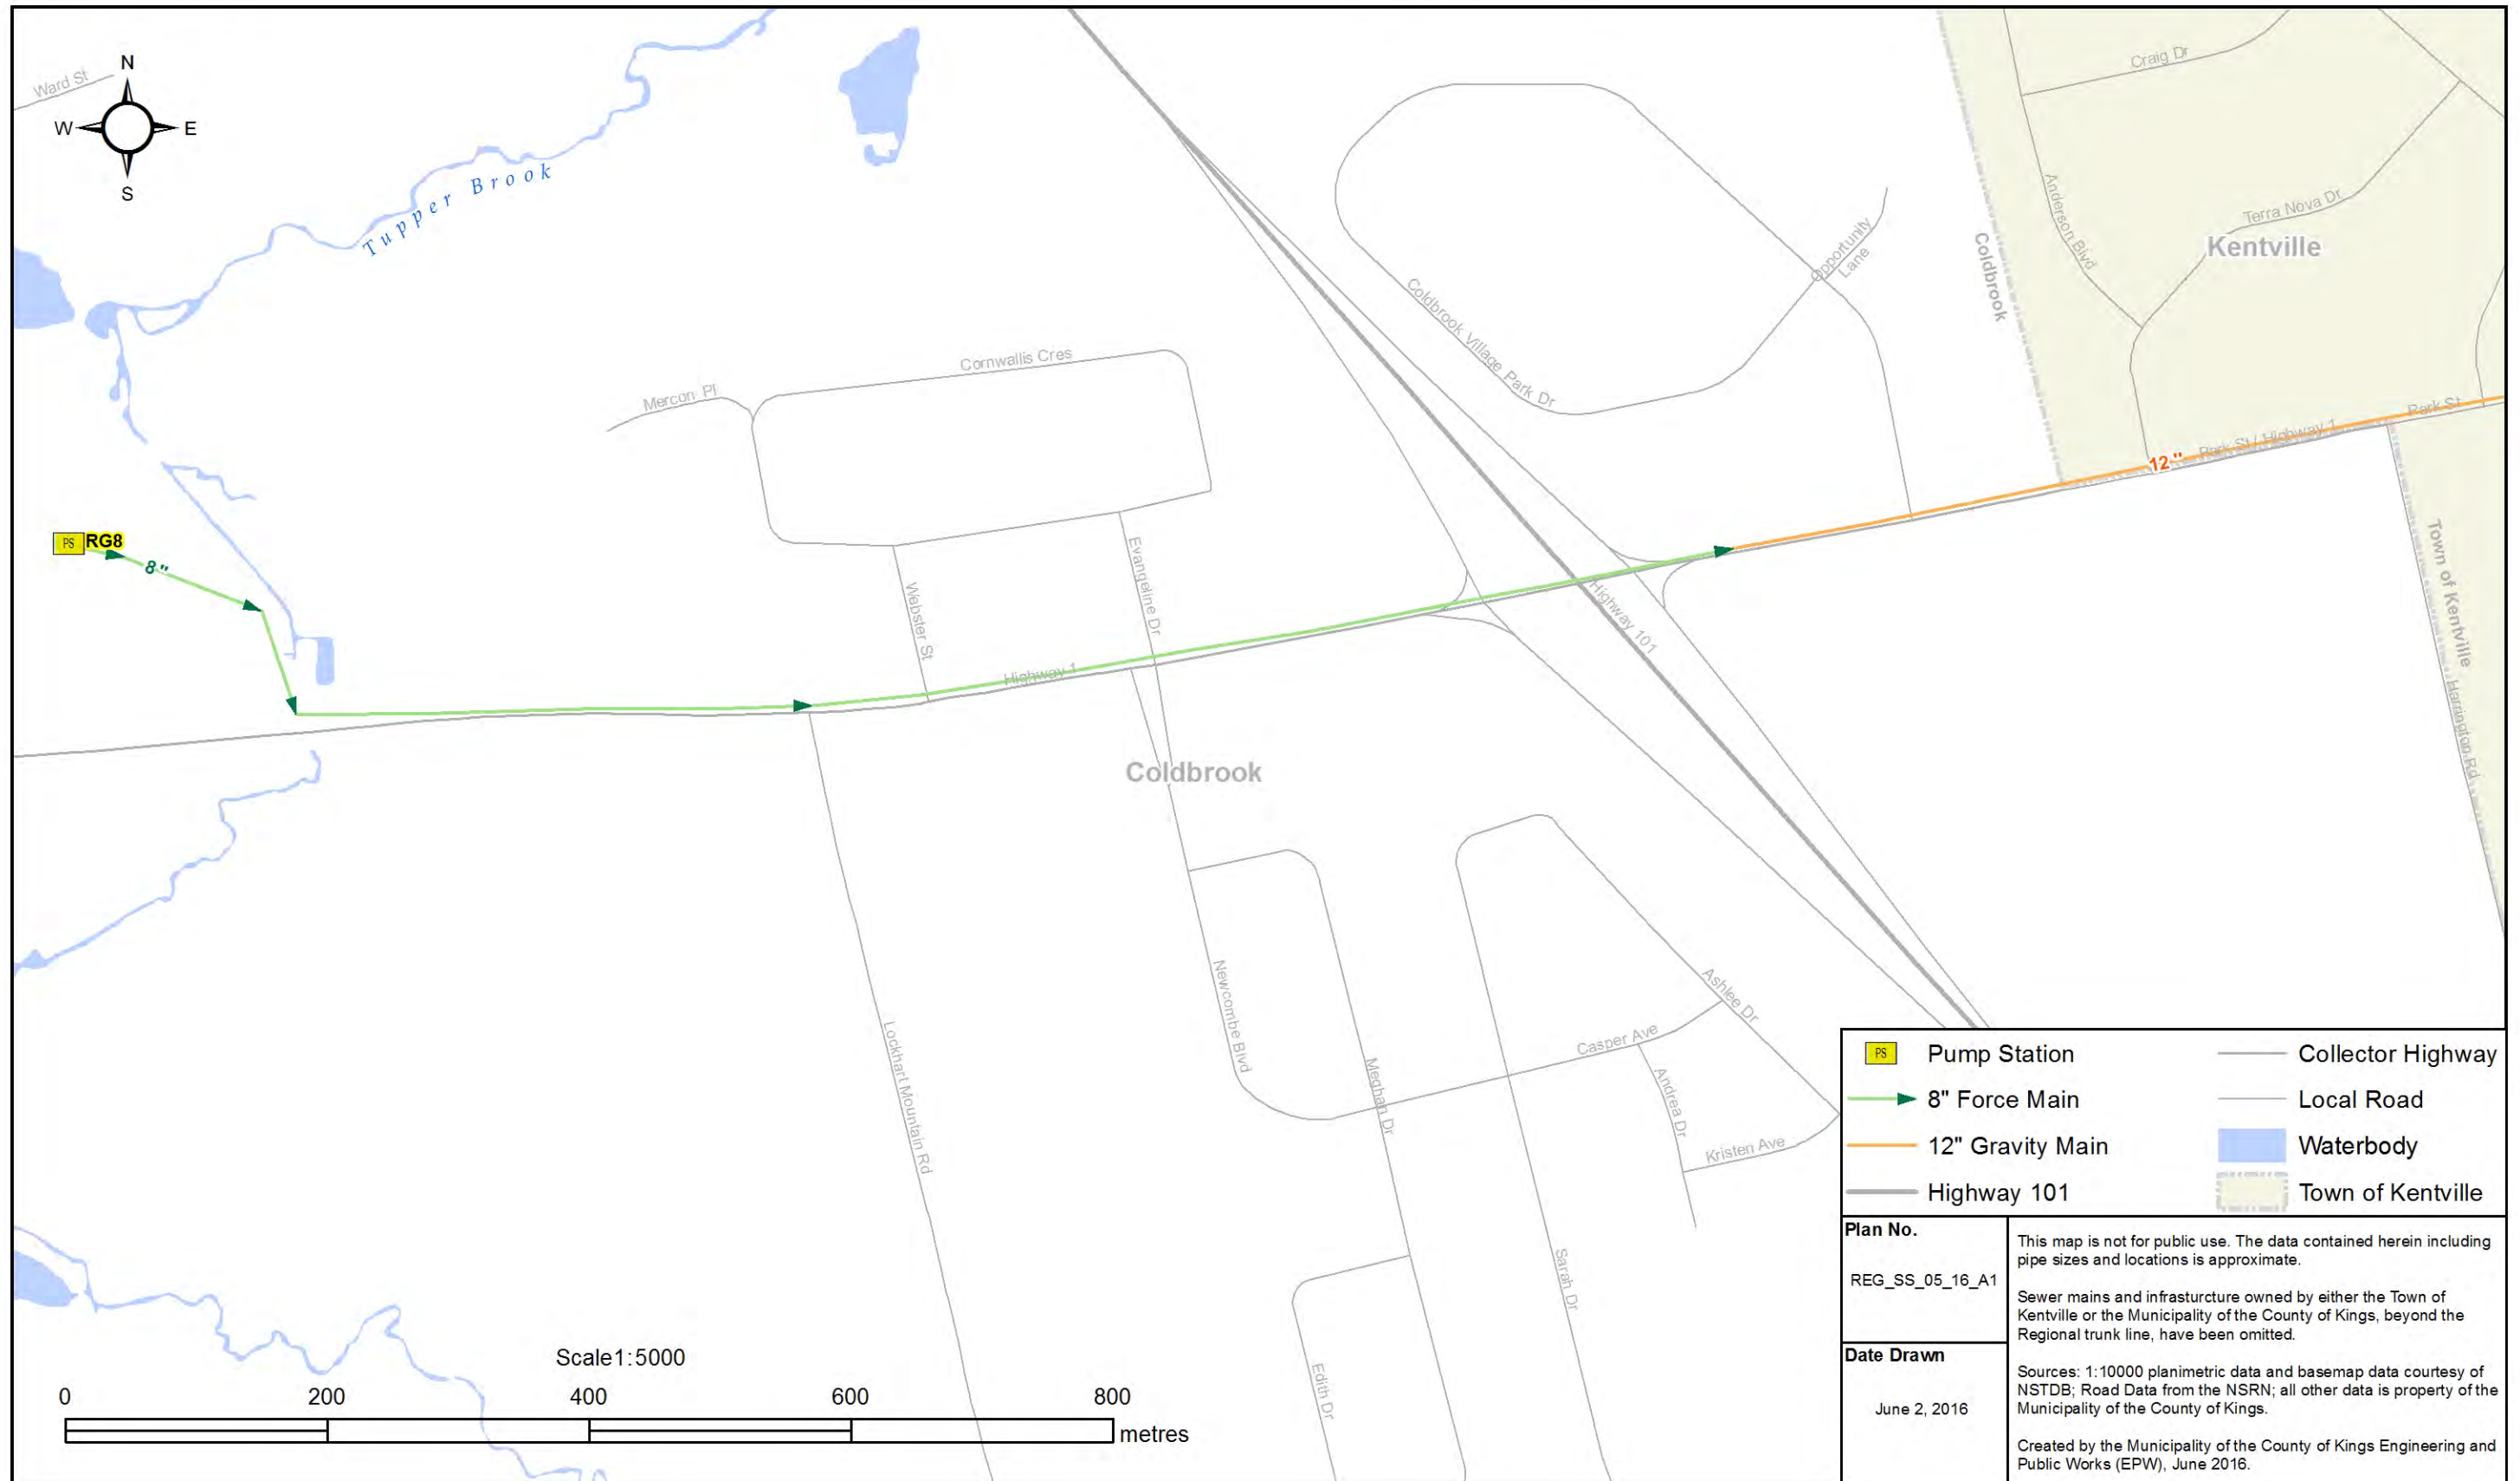 Ward St
N
W
E
S
Tupper Brook
Craig Dr
Anderson Blvd
Terra Nova Dr
Kentville
Opportunity
Lane
Coldbrook
Coldbrook Village Park Dr
Cornwallis Cres
Mercon Pl
Park St
Park St / Highway 1
12"
PS
RG8
8"
Webster St
Evangeline Dr
Highway 1
Highway 101
Town of Kentville
Harrington Rd
Coldbrook
Newcombe Blvd
Lockhart Mountain Rd
Meghan Dr
Casper Ave
Ashlee Dr
Andrea Dr
Kristen Ave
Sarah Dr
Edith Dr
Scale1:5000
0 200 400 600 800
metres
PS Pump Station
8" Force Main
12" Gravity Main
Highway 101
Collector Highway
Local Road
Waterbody
Town of Kentville
Plan No.
REG_SS_05_16_A1
Date Drawn
June 2, 2016
This map is not for public use. The data contained herein including
pipe sizes and locations is approximate.
Sewer mains and infrasturcture owned by either the Town of
Kentville or the Municipality of the County of Kings, beyond the
Regional trunk line, have been omitted.
Sources: 1:10000 planimetric data and basemap data courtesy of
NSTDB; Road Data from the NSRN; all other data is property of the
Municipality of the County of Kings.
Created by the Municipality of the County of Kings Engineering and
Public Works (EPW), June 2016.